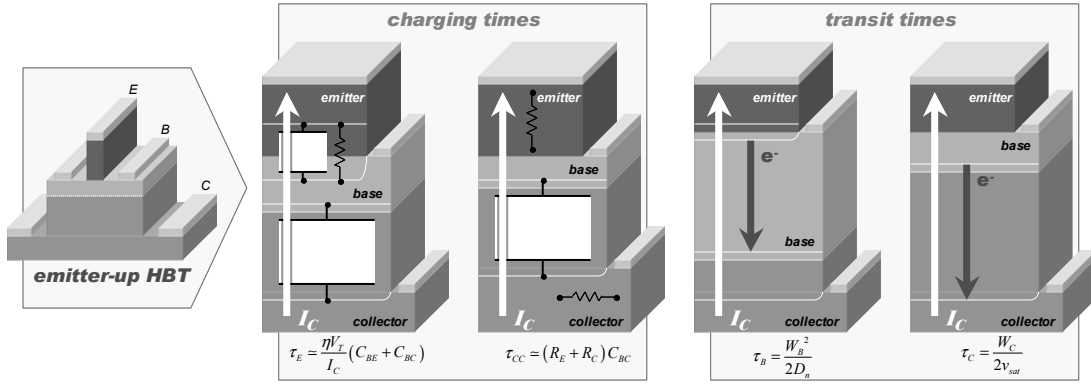 charging times
transit times
E
B
C
emitter-up HBT
emitter
base
I_C
collector
τ_E ≃ ηV_T / I_C (C_BE + C_BC)
emitter
base
I_C
collector
τ_CC ≃ (R_E + R_C) C_BC
emitter
e⁻
base
I_C
collector
τ_B = W_B² / 2D_n
emitter
base
e⁻
I_C
collector
τ_C = W_C / 2v_sat